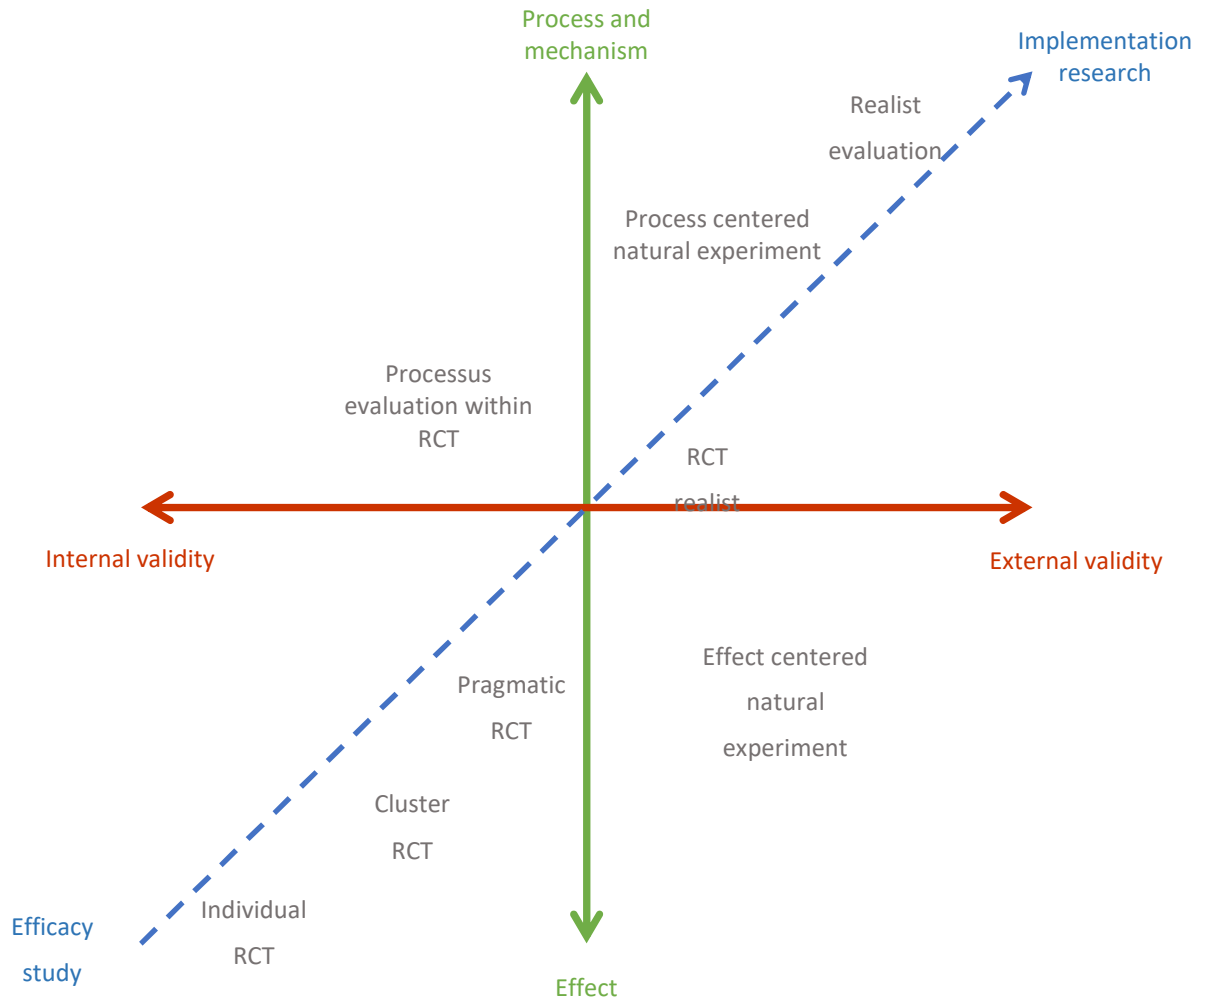 Process and
mechanism
Implementation
research
Realist
evaluation
Process centered
natural experiment
Processus
evaluation within
RCT
RCT
realist
Internal validity
External validity
Effect centered
natural
experiment
Pragmatic
RCT
Cluster
RCT
Individual
RCT
Efficacy
study
Effect